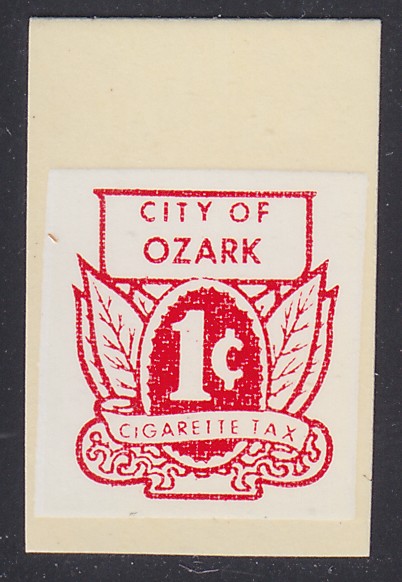 CITY OF
OZARK
1¢
CIGARETTE TAX